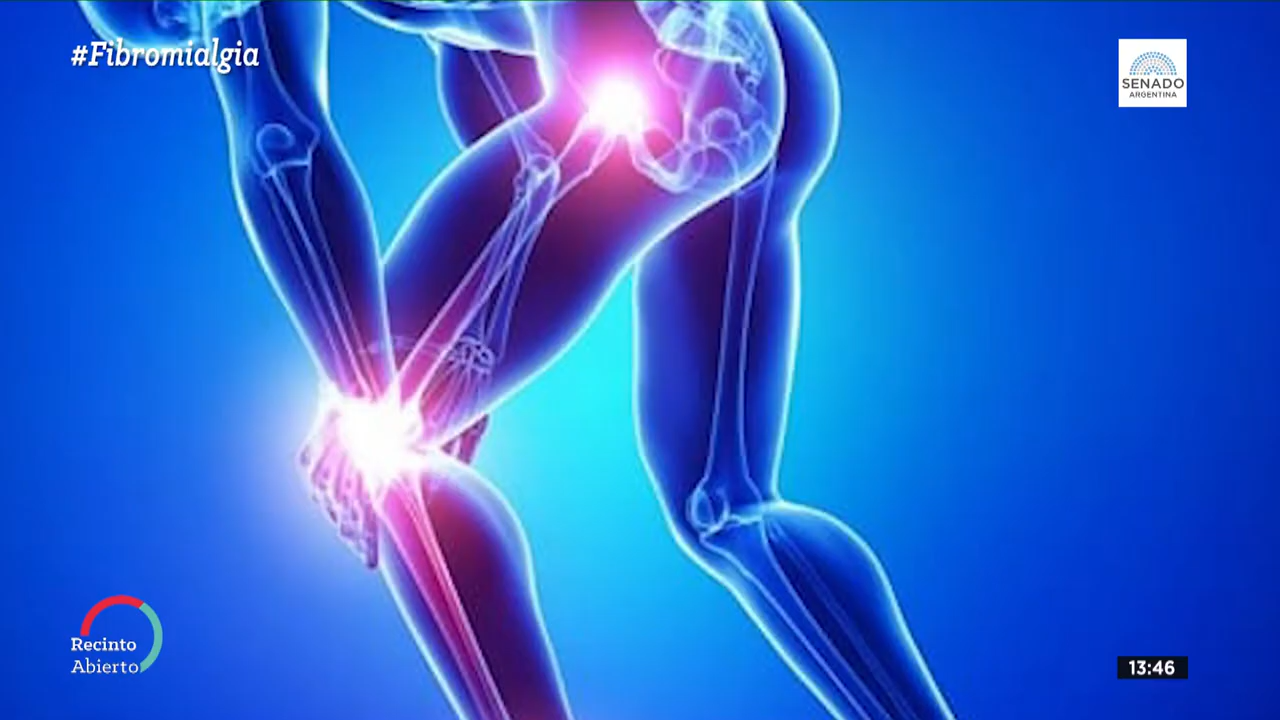 #Fibromialgia
SENADO
ARGENTINA
Recinto
Abierto
13:46